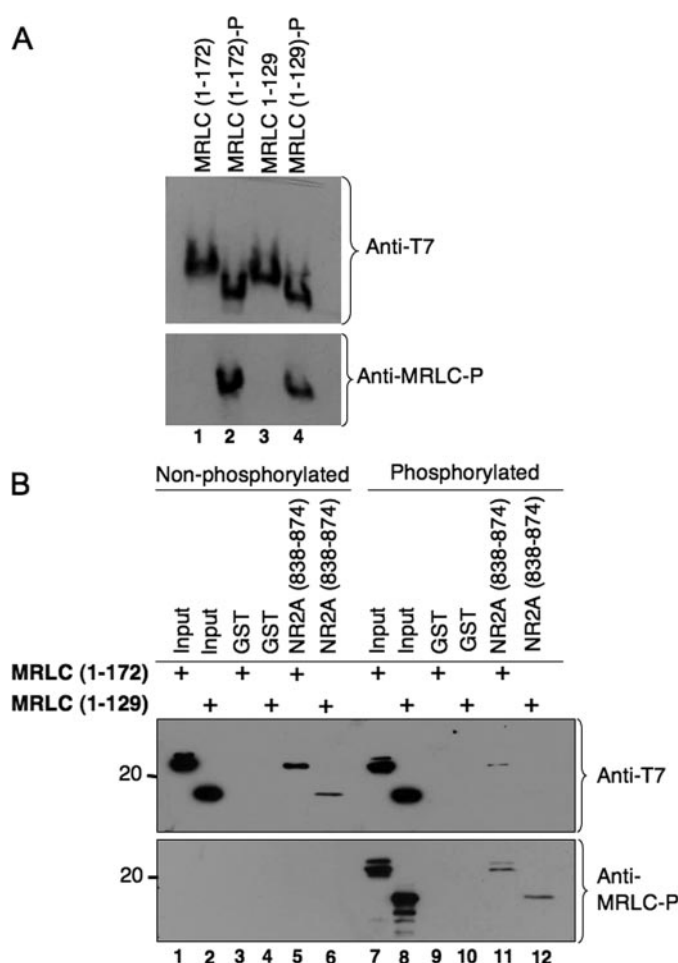 A
MRLC (1-172)
MRLC (1-172)-P
MRLC 1-129
MRLC (1-129)-P
Anti-T7
Anti-MRLC-P
1 2 3 4
B
Non-phosphorylated Phosphorylated
Input
Input
GST
GST
NR2A (838-874)
NR2A (838-874)
Input
Input
GST
GST
NR2A (838-874)
NR2A (838-874)
MRLC (1-172) + + + + + +
MRLC (1-129) + + + + + +
20
Anti-T7
20
Anti-
MRLC-P
1 2 3 4 5 6 7 8 9 10 11 12